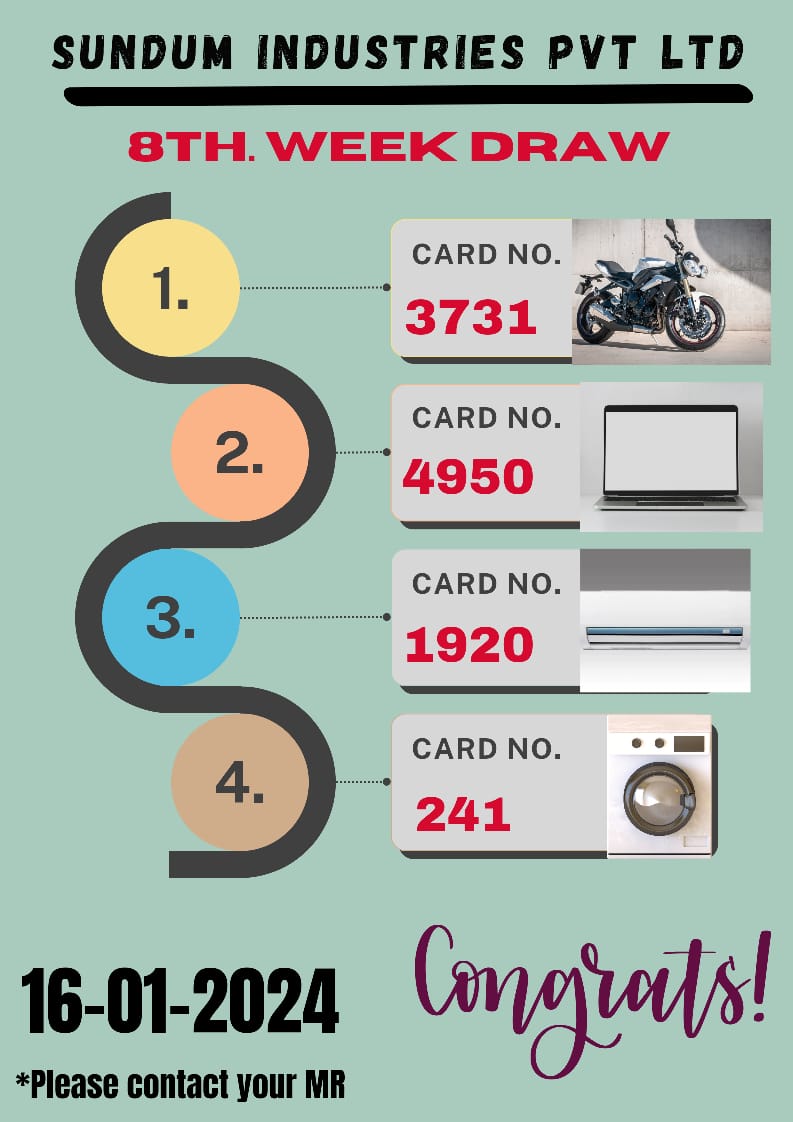 SUNDUM INDUSTRIES PVT LTD
8TH. WEEK DRAW
1.
CARD NO.
3731
2.
CARD NO.
4950
3.
CARD NO.
1920
4.
CARD NO.
241
16-01-2024
Congrats!
*Please contact your MR